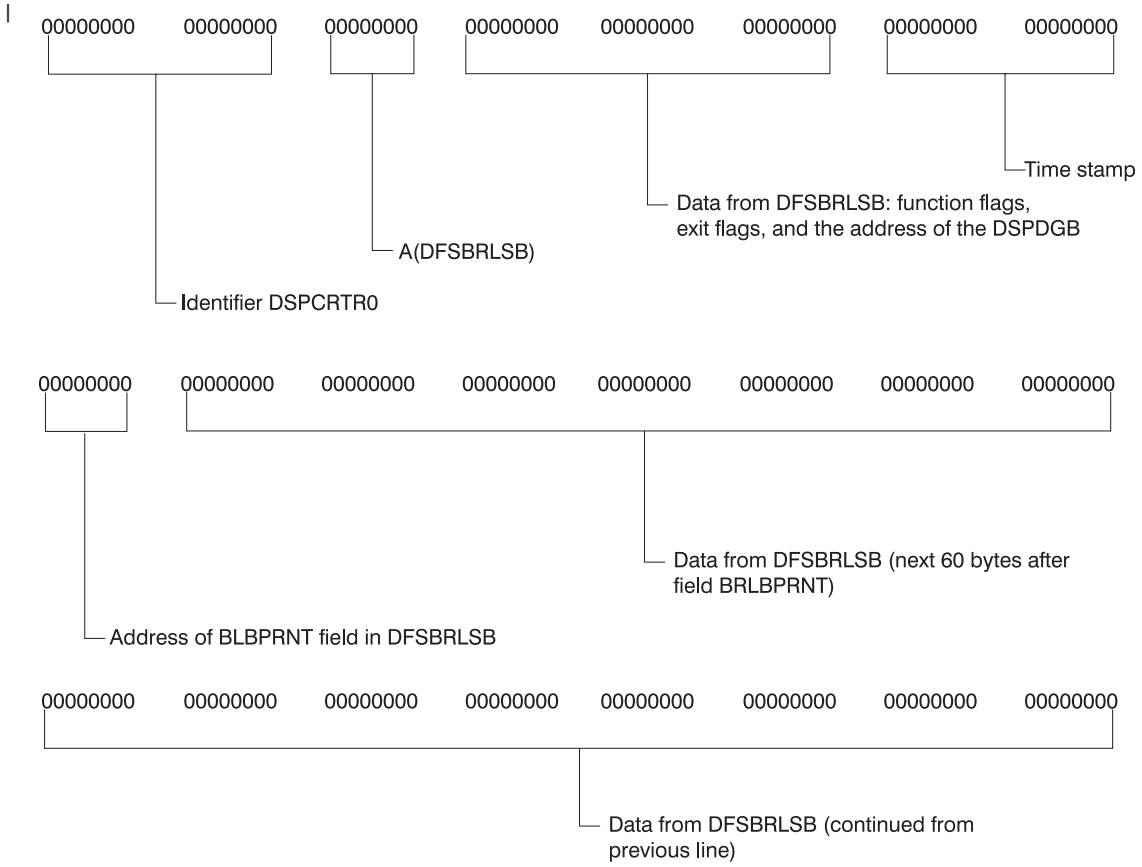 |
00000000 00000000 00000000 00000000 00000000 00000000 00000000 00000000
Time stamp
Data from DFSBRLSB: function flags,
exit flags, and the address of the DSPDGB
A(DFSBRLSB)
Identifier DSPCRTR0
00000000 00000000 00000000 00000000 00000000 00000000 00000000 00000000
Data from DFSBRLSB (next 60 bytes after
field BRLBPRNT)
Address of BLBPRNT field in DFSBRLSB
00000000 00000000 00000000 00000000 00000000 00000000 00000000 00000000
Data from DFSBRLSB (continued from
previous line)